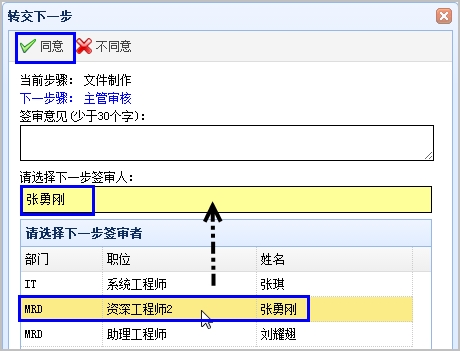 转交下一步
同意 不同意
当前步骤： 文件制作
下一步骤： 主管审核
签审意见(少于30个字)：
请选择下一步签审人：
张勇刚
请选择下一步签审者
部门 职位 姓名
IT 系统工程师 张琪
MRD 资深工程师2 张勇刚
MRD 助理工程师 刘耀翅